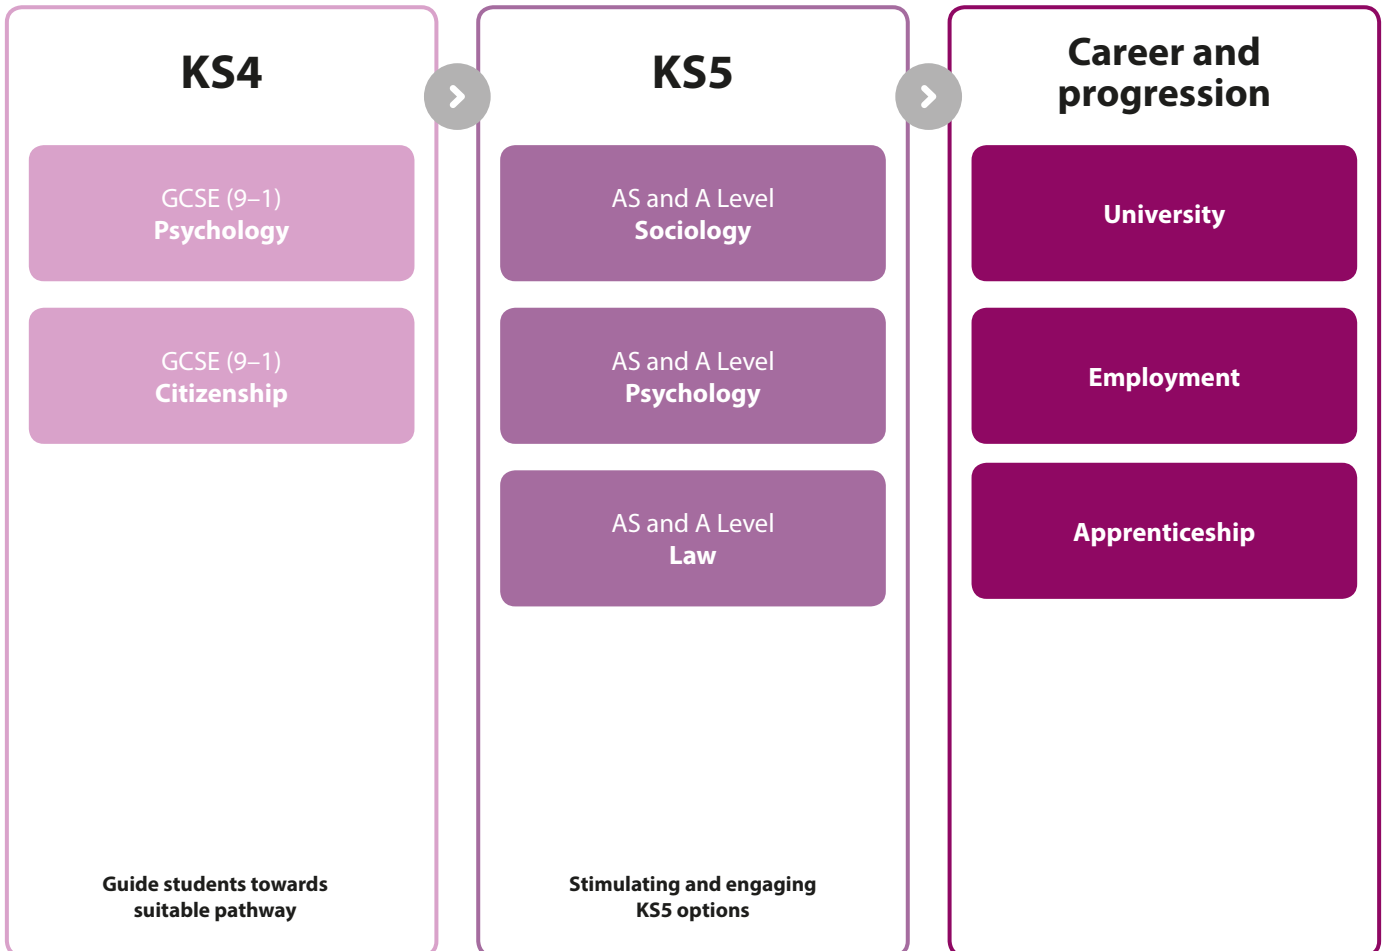 KS4
GCSE (9–1)
Psychology
GCSE (9–1)
Citizenship
Guide students towards
suitable pathway
KS5
AS and A Level
Sociology
AS and A Level
Psychology
AS and A Level
Law
Stimulating and engaging
KS5 options
Career and
progression
University
Employment
Apprenticeship